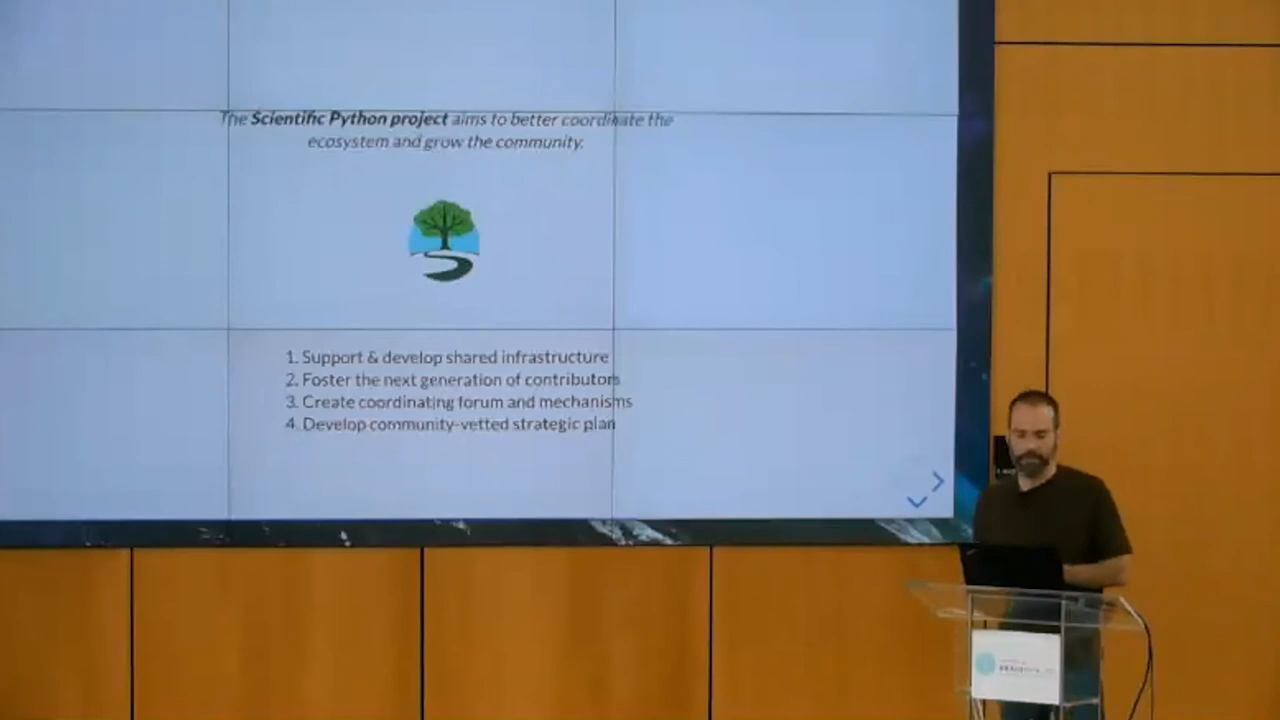 The Scientific Python project aims to better coordinate the
ecosystem and grow the community.
1. Support & develop shared infrastructure
2. Foster the next generation of contributors
3. Create coordinating forum and mechanisms
4. Develop community-vetted strategic plan